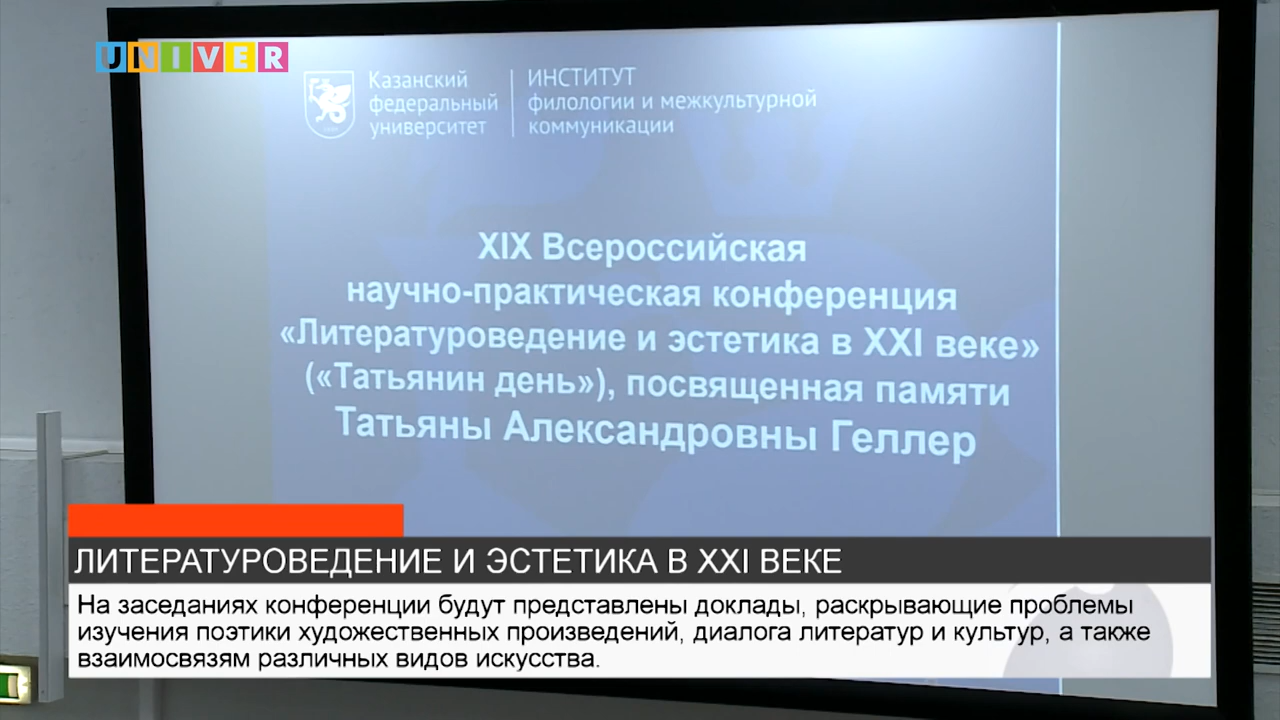 UNIVER
Казанский
федеральный
университет
ИНСТИТУТ
филологии и межкультурной
коммуникации
XIX Всероссийская
научно-практическая конференция
«Литературоведение и эстетика в XXI веке»
(«Татьянин день»), посвященная памяти
Татьяны Александровны Геллер
ЛИТЕРАТУРОВЕДЕНИЕ И ЭСТЕТИКА В XXI ВЕКЕ
На заседаниях конференции будут представлены доклады, раскрывающие проблемы
изучения поэтики художественных произведений, диалога литератур и культур, а также
взаимосвязям различных видов искусства.